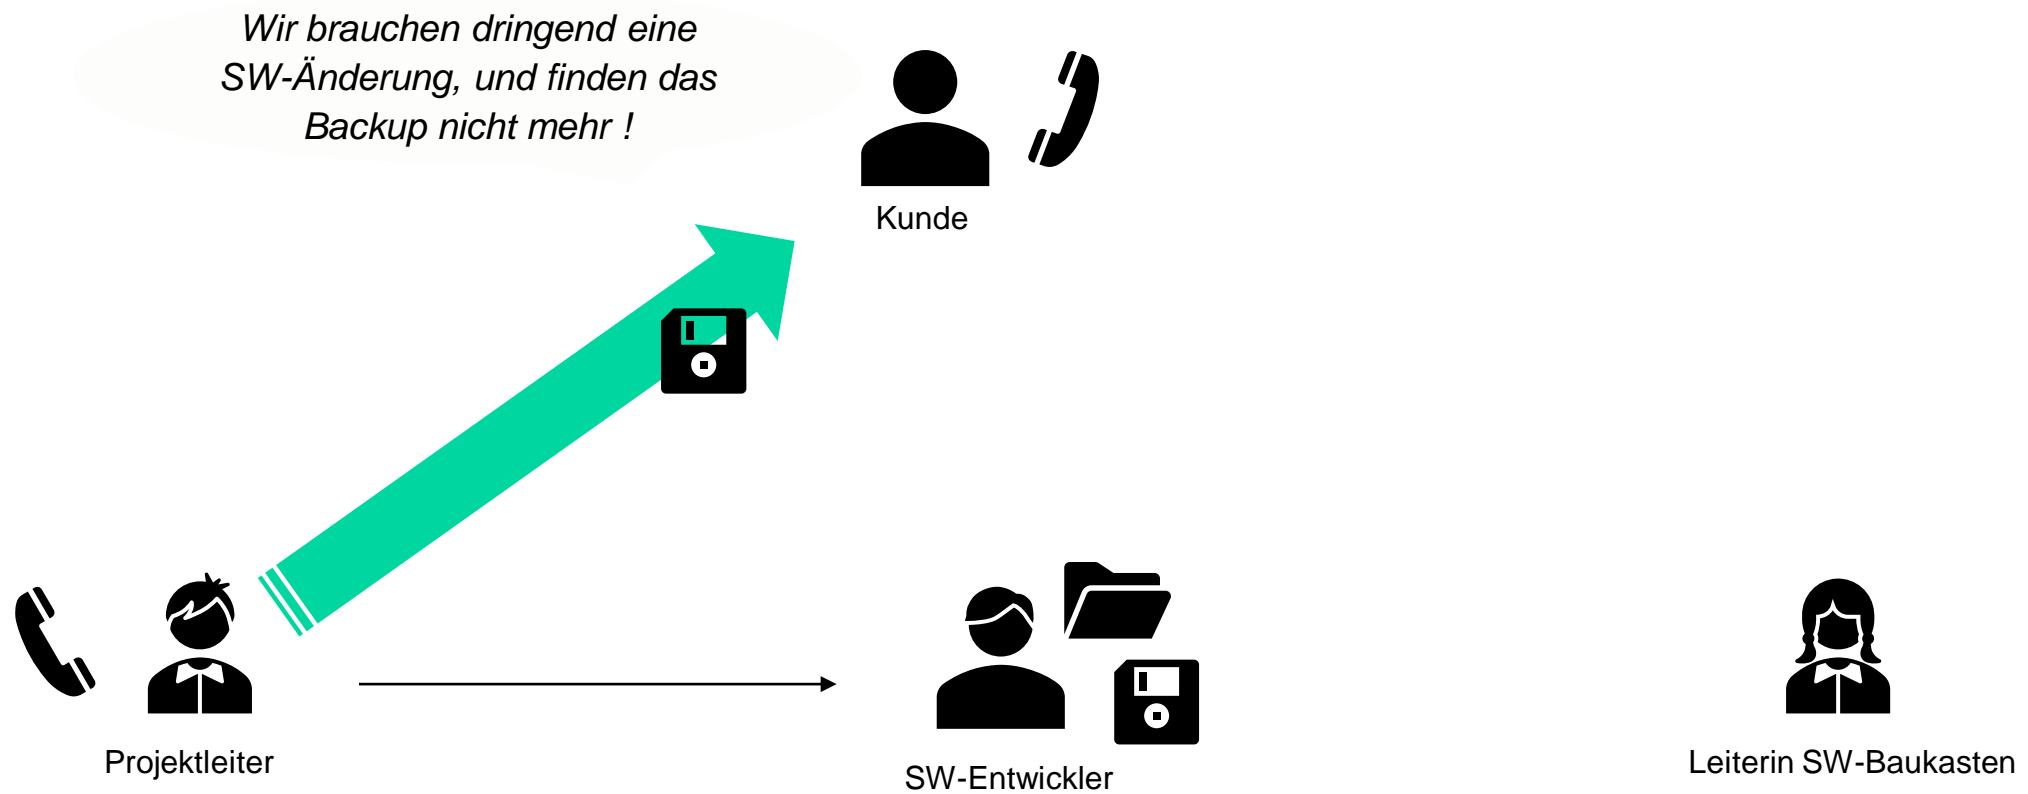 Wir brauchen dringend eine
SW-Änderung, und finden das
Backup nicht mehr !
Kunde
Projektleiter
SW-Entwickler
Leiterin SW-Baukasten